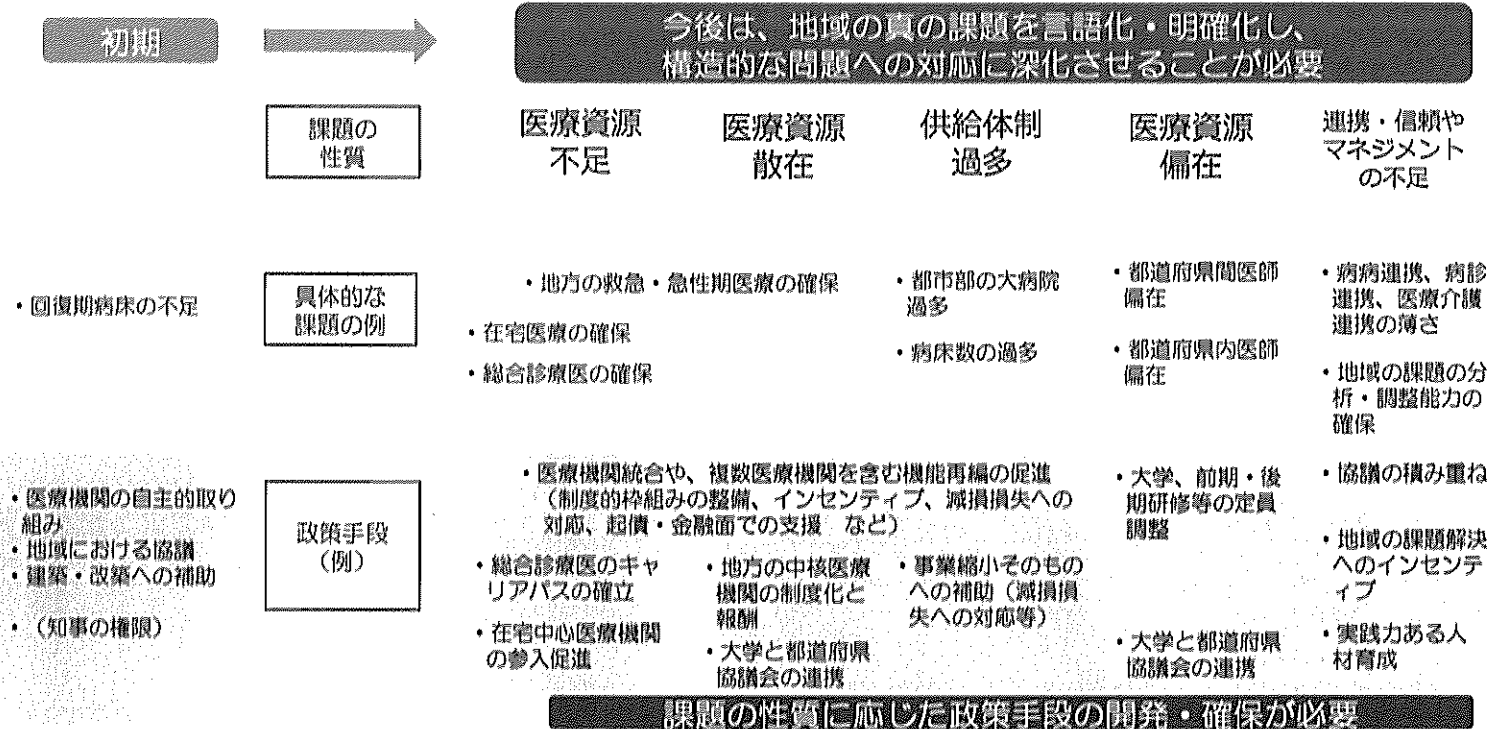 初期
今後は、地域の真の課題を言語化・明確化し、
構造的な問題への対応に深化させることが必要
課題の
性質
医療資源
不足
医療資源
散在
供給体制
過多
医療資源
偏在
連携・信頼や
マネジメント
の不足
・回復期病床の不足
具体的な
課題の例
・地方の救急・急性期医療の確保
・在宅医療の確保
・総合診療医の確保
・都市部の大病院
過多
・病床数の過多
・都道府県間医師
偏在
・都道府県内医師
偏在
・病病連携、病診
連携、医療介護
連携の薄さ
・地域の課題の分
析・調整能力の
確保
・医療機関の自主的取り
組み
・地域における協議
・建築・改築への補助
・（知事の権限）
政策手段
（例）
・医療機関統合や、複数医療機関を含む機能再編の促進
（制度的枠組みの整備、インセンティブ、減損損失への
対応、起債・金融面での支援　など）
・総合診療医のキャ
リアパスの確立
・在宅中心医療機関
の参入促進
・地方の中核医療
機関の制度化と
報酬
・大学と都道府県
協議会の連携
・事業縮小そのもの
への補助（減損損
失への対応等）
・大学、前期・後
期研修等の定員
調整
・大学と都道府県
協議会の連携
・協議の積み重ね
・地域の課題解決
へのインセンテ
ィブ
・実践力ある人
材育成
課題の性質に応じた政策手段の開発・確保が必要